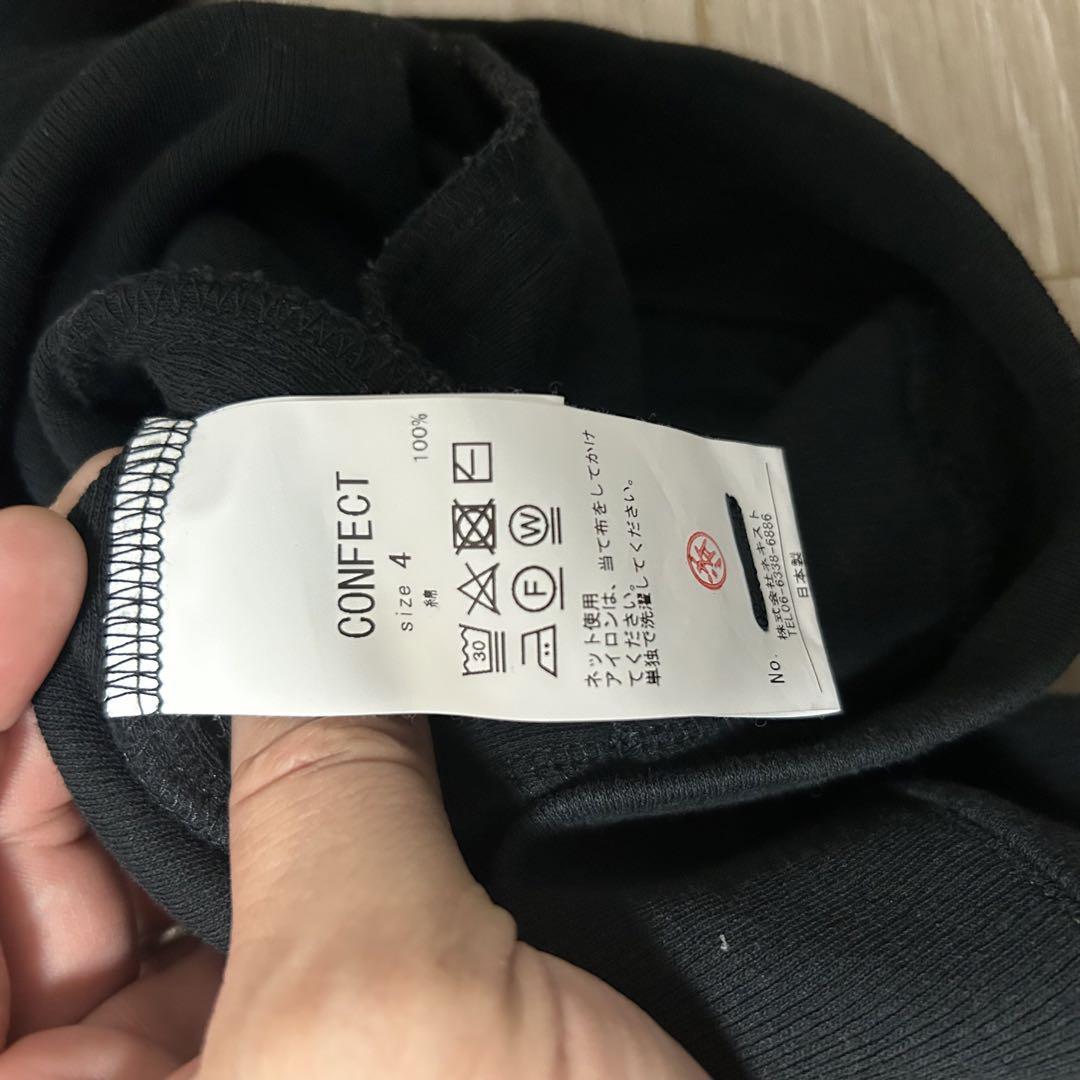 CONFECT
size 4
綿 100%
30
F W
ネット使用
アイロンは、当て布をしてかけ
てください。
単独で洗濯してください。
No.
株式会社ネキスト
TEL06-6338-6886
日本製